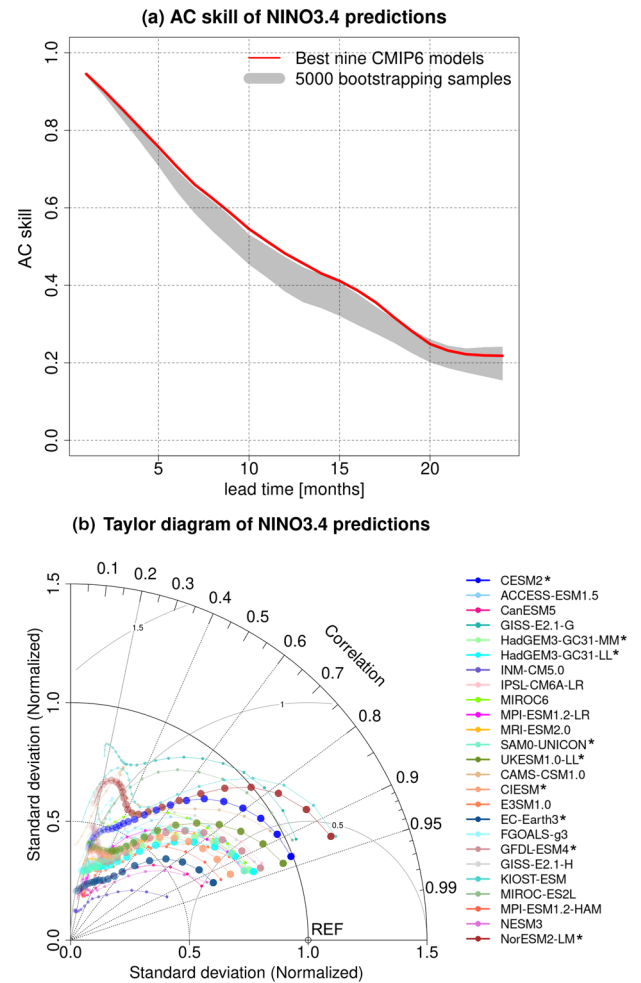 (a) AC skill of NINO3.4 predictions
Best nine CMIP6 models
5000 bootstrapping samples
AC skill
1.0
0.8
0.6
0.4
0.2
0.0
5
10
15
20
lead time [months]
(b) Taylor diagram of NINO3.4 predictions
Standard deviation (Normalized)
1.5
1.0
0.5
0.0
0.1
0.2
0.3
0.4
0.5
0.6
0.7
0.8
0.9
0.95
0.99
Correlation
1.5
1
0.5
REF
0.0
0.5
1.0
1.5
Standard deviation (Normalized)
CESM2*
ACCESS-ESM1.5
CanESM5
GISS-E2.1-G
HadGEM3-GC31-MM*
HadGEM3-GC31-LL*
INM-CM5.0
IPSL-CM6A-LR
MIROC6
MPI-ESM1.2-LR
MRI-ESM2.0
SAM0-UNICON*
UKESM1.0-LL*
CAMS-CSM1.0
CIESM*
E3SM1.0
EC-Earth3*
FGOALS-g3
GFDL-ESM4*
GISS-E2.1-H
KIOST-ESM
MIROC-ES2L
MPI-ESM1.2-HAM
NESM3
NorESM2-LM*